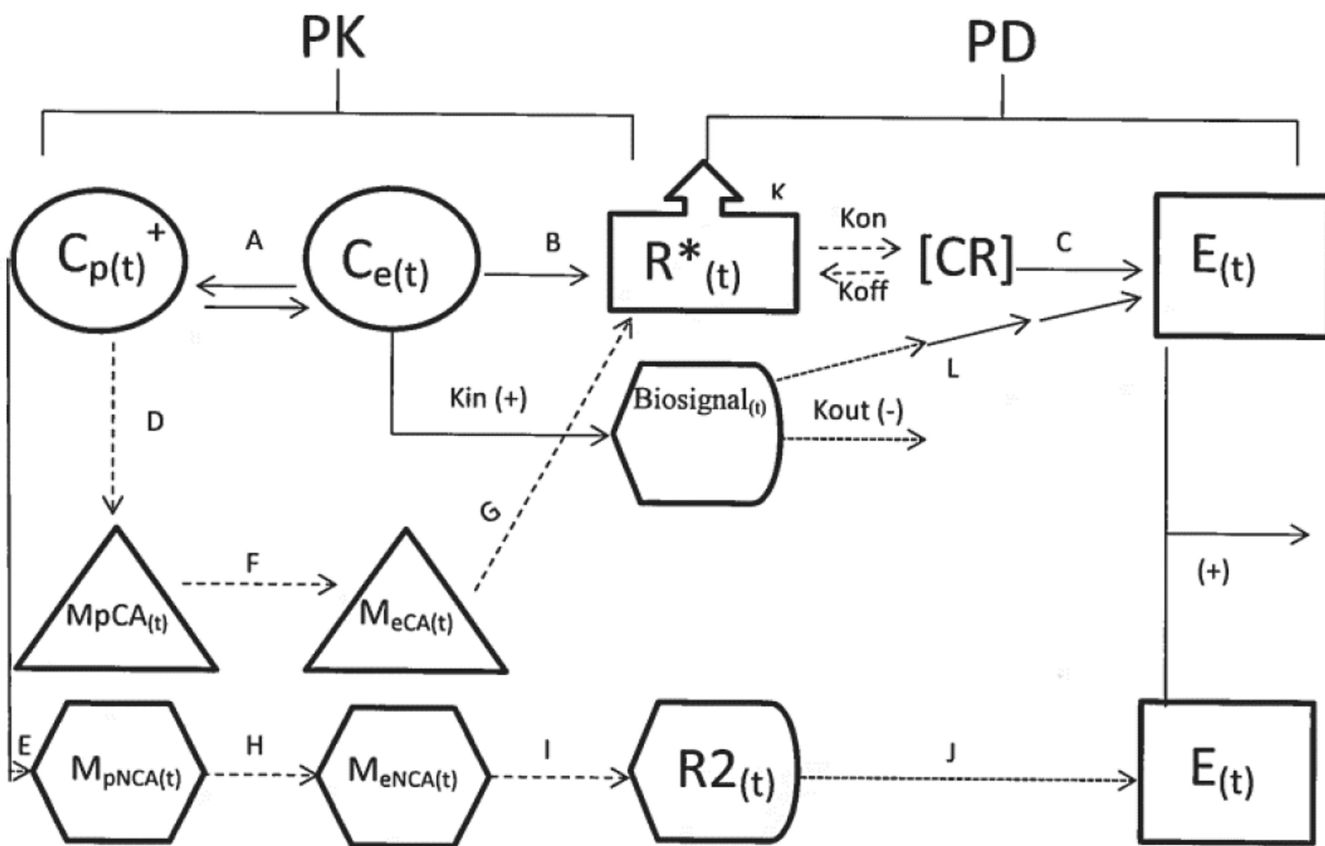 PK
PD
Cp(t)+
A
Ce(t)
B
R*(t)
K
Kon
Koff
[CR]
C
E(t)
D
Kin (+)
Biosignal(t)
L
Kout (-)
G
F
MpCA(t)
MeCA(t)
(+)
E
MpNCA(t)
H
MeNCA(t)
I
R2(t)
J
E(t)